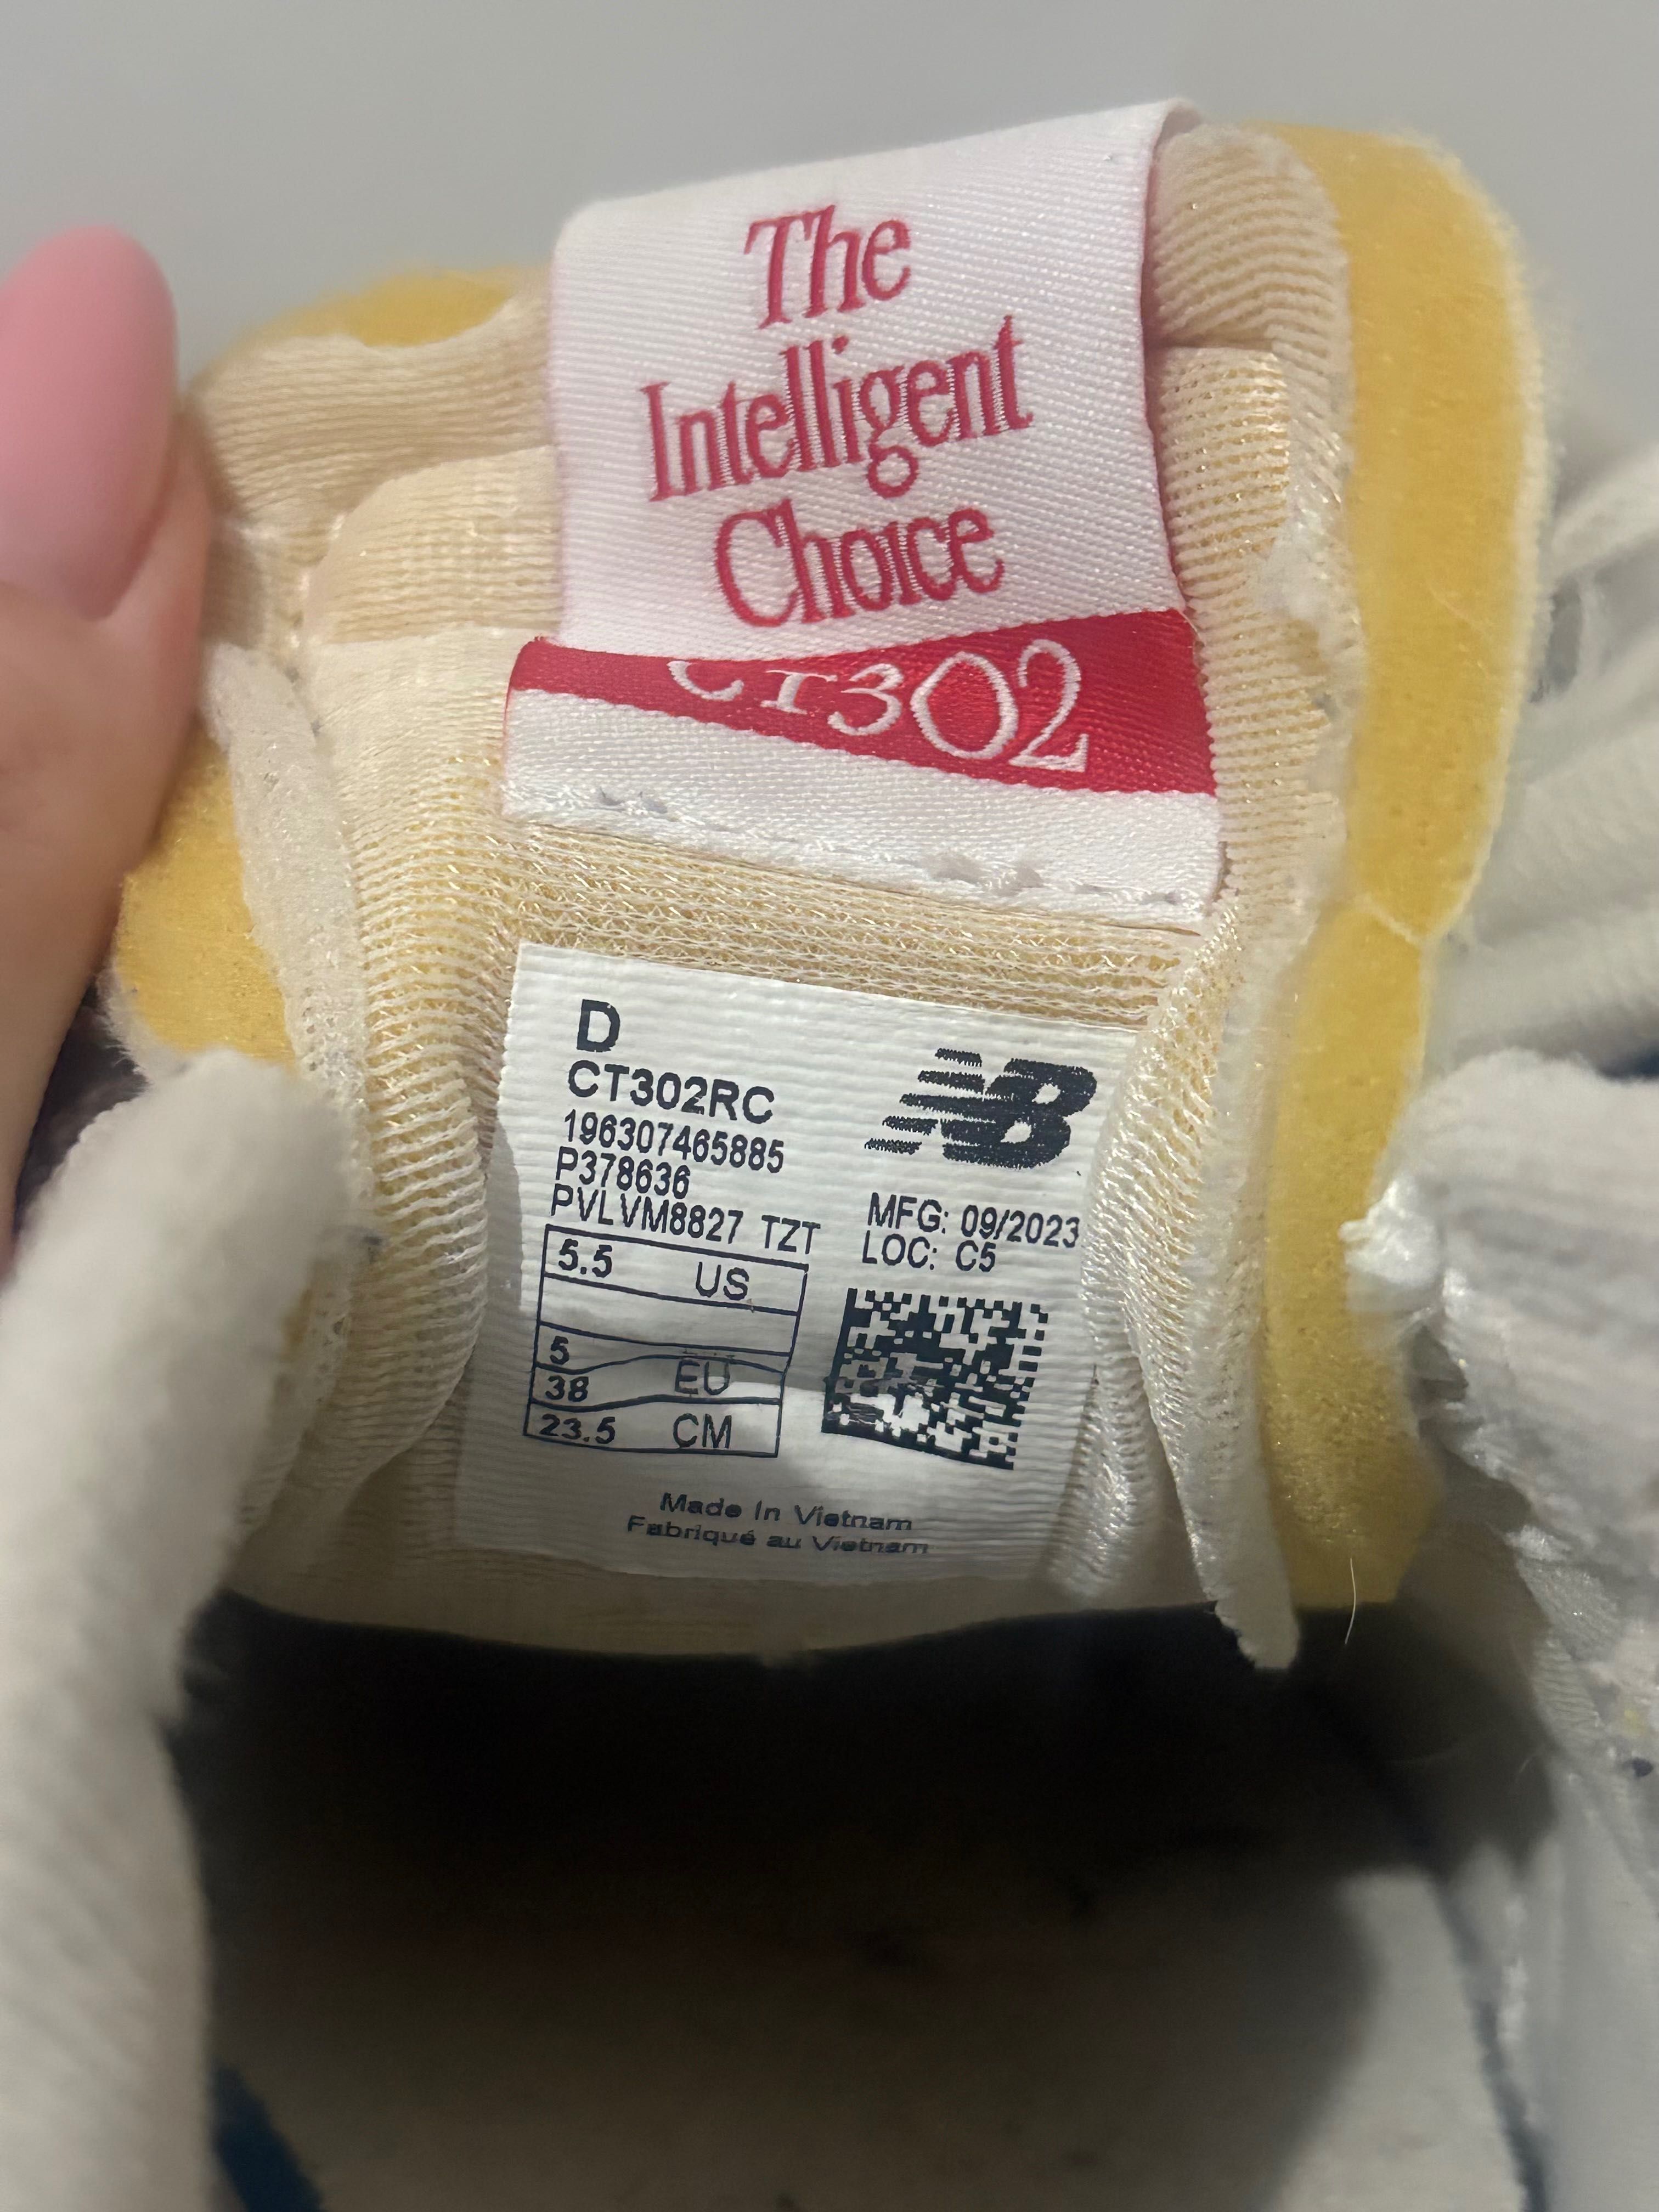 The
Intelligent
Choice
CT302
D
NB
CT302RC
196307465885
P378636
PVLVM8827 TZT
MFG: 09/2023
LOC: C5
5.5 US
5
38 EU
23.5 CM
Made In Vietnam
Fabriqué au Vietnam